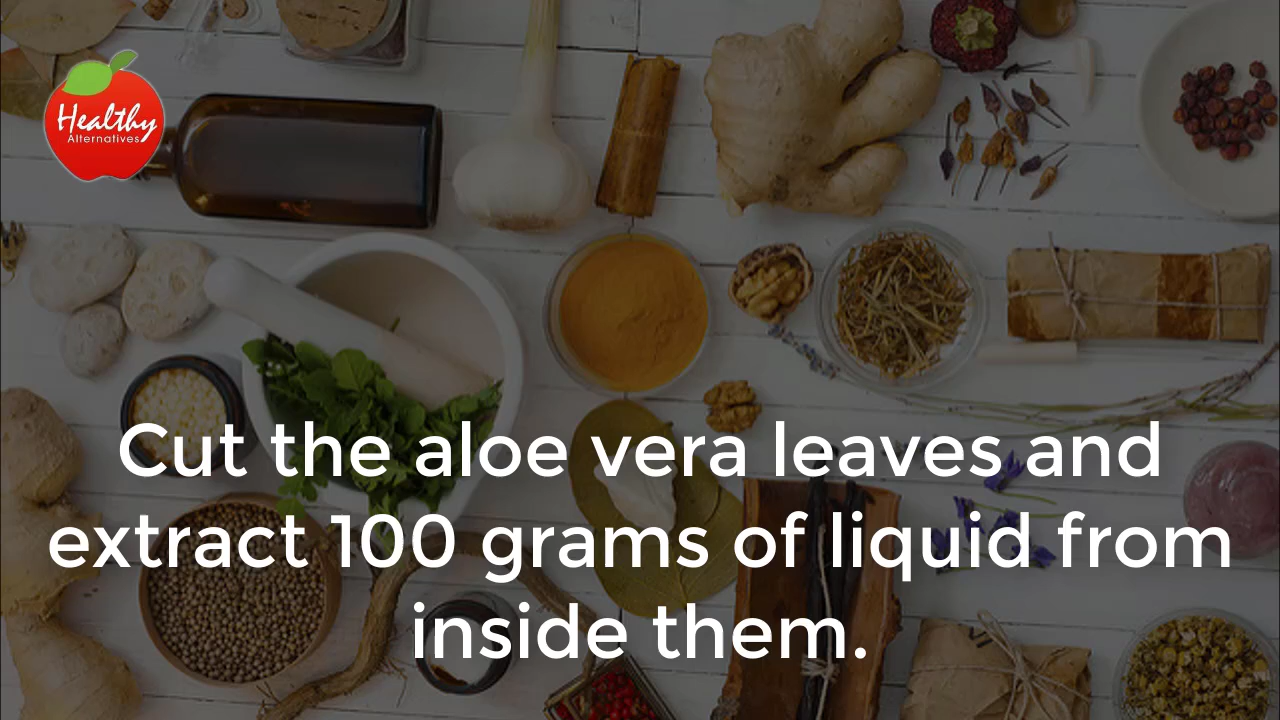 Healthy
Alternatives
Cut the aloe vera leaves and
extract 100 grams of liquid from
inside them.